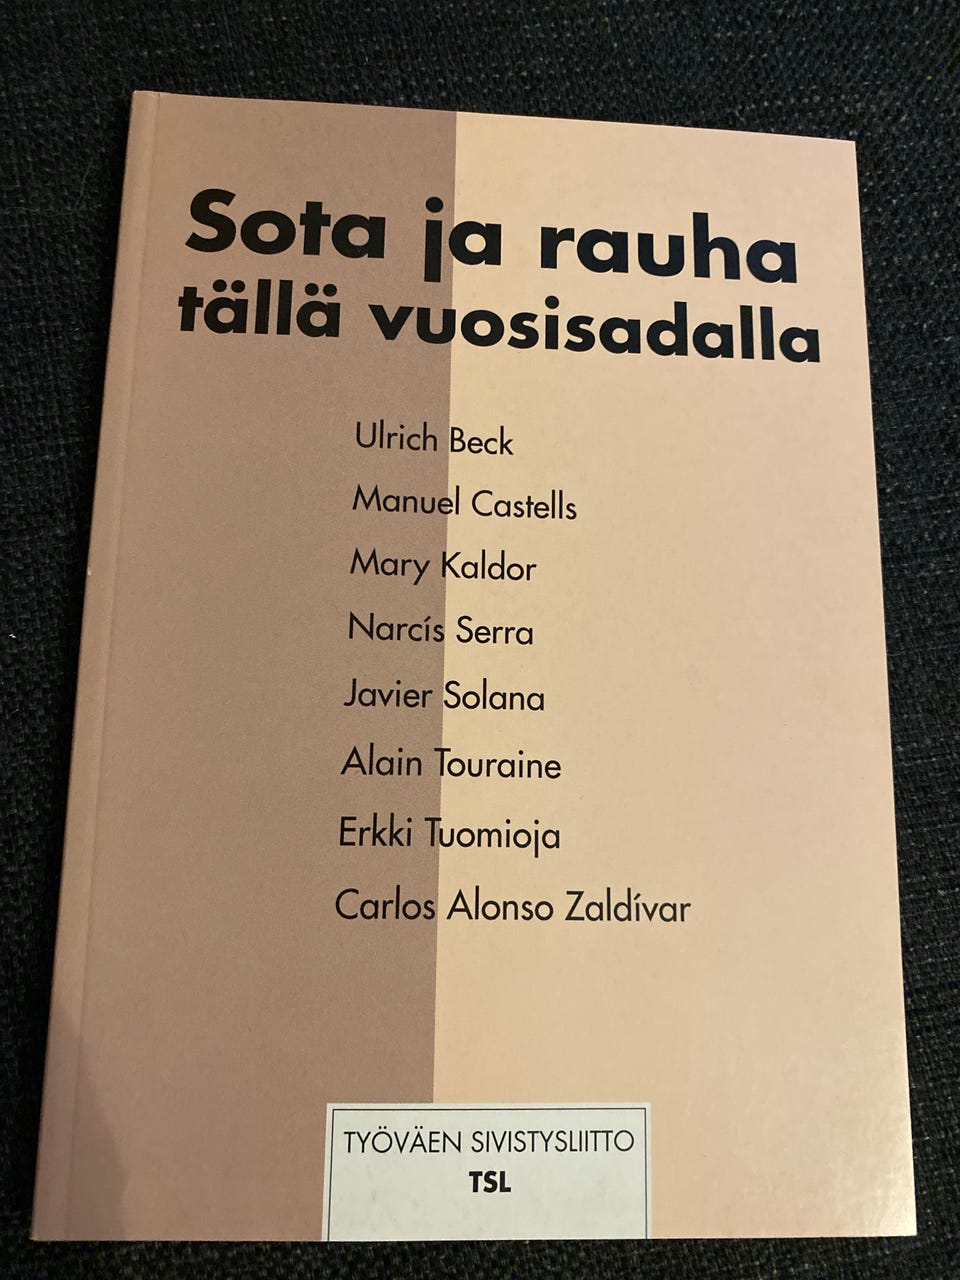 Sota ja rauha
tällä vuosisadalla
Ulrich Beck
Manuel Castells
Mary Kaldor
Narcís Serra
Javier Solana
Alain Touraine
Erkki Tuomioja
Carlos Alonso Zaldívar
TYÖVÄEN SIVISTYSLIITTO
TSL